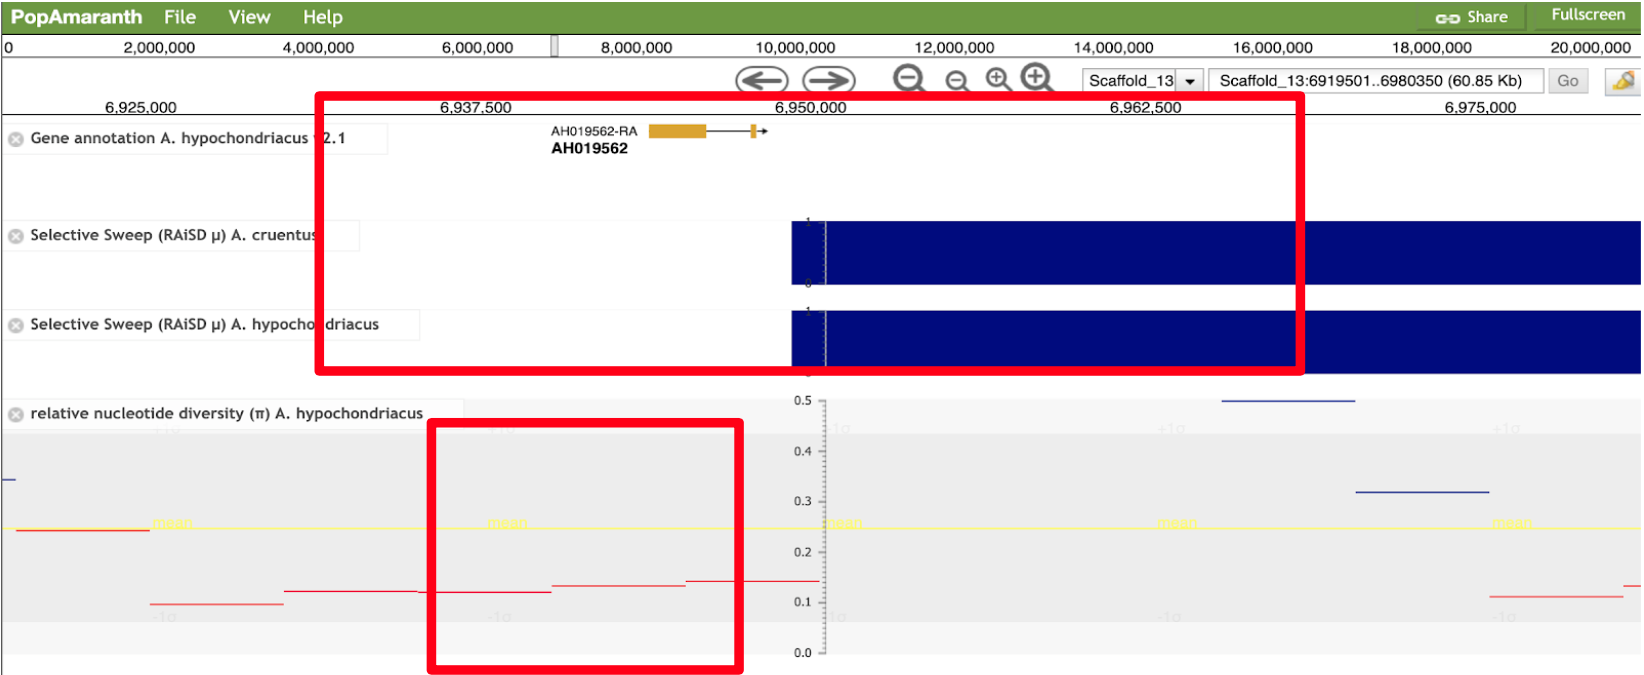 PopAmaranth File View Help Share Fullscreen
0 2,000,000 4,000,000 6,000,000 8,000,000 10,000,000 12,000,000 14,000,000 16,000,000 18,000,000 20,000,000
Scaffold_13 Scaffold_13:6919501..6980350 (60.85 Kb) Go
6,925,000 6,937,500 6,950,000 6,962,500 6,975,000
Gene annotation A. hypochondriacus v2.1
AH019562-RA
AH019562
Selective Sweep (RAiSD μ) A. cruentus
1
0
Selective Sweep (RAiSD μ) A. hypochondriacus
1
relative nucleotide diversity (π) A. hypochondriacus
0.5
+1σ +1σ +1σ +1σ +1σ
0.4
0.3
mean mean mean mean mean
0.2
0.1
-1σ -1σ -1σ -1σ -1σ
0.0